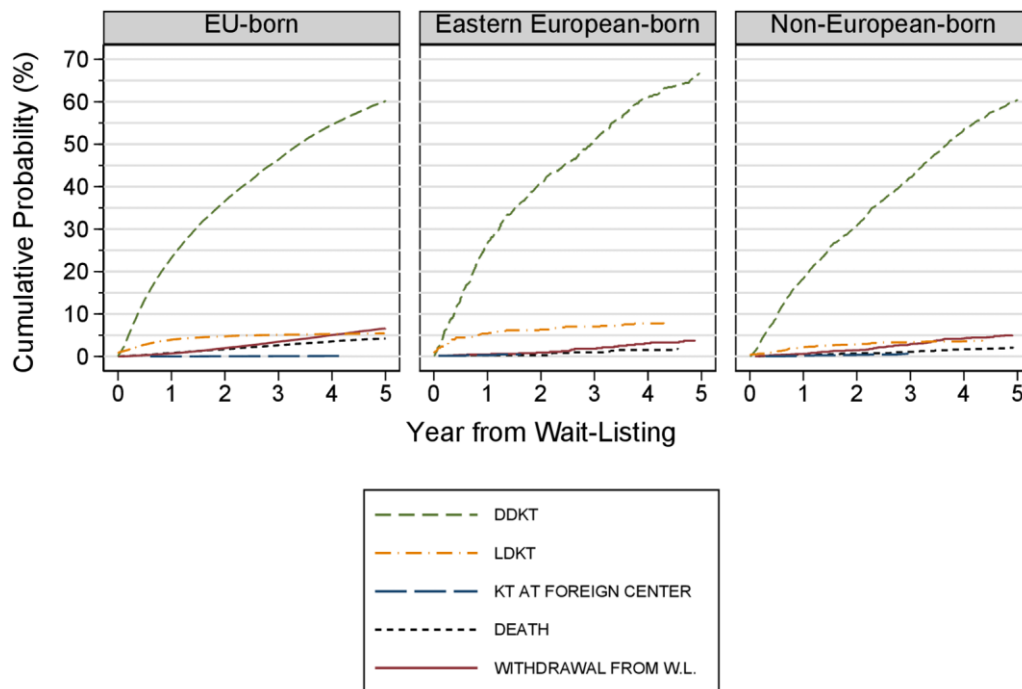 EU-born Eastern European-born Non-European-born
Cumulative Probability (%)
70
60
50
40
30
20
10
0
0 1 2 3 4 5 0 1 2 3 4 5 0 1 2 3 4 5
Year from Wait-Listing
DDKT
LDKT
KT AT FOREIGN CENTER
DEATH
WITHDRAWAL FROM W.L.